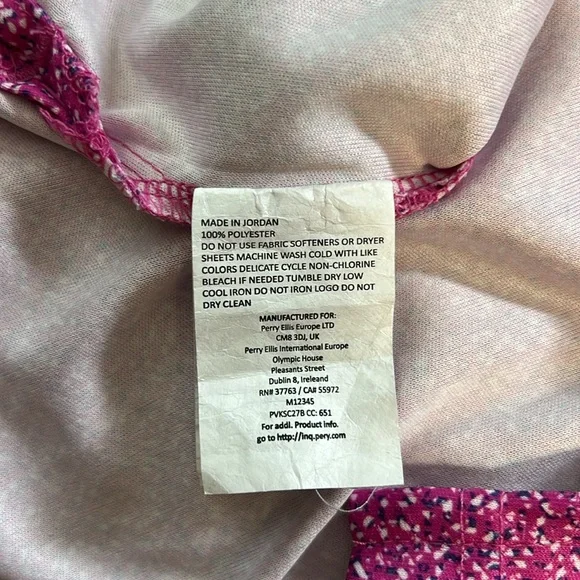 MADE IN JORDAN
100% POLYESTER
DO NOT USE FABRIC SOFTENERS OR DRYER
SHEETS MACHINE WASH COLD WITH LIKE
COLORS DELICATE CYCLE NON-CHLORINE
BLEACH IF NEEDED TUMBLE DRY LOW
COOL IRON DO NOT IRON LOGO DO NOT
DRY CLEAN
MANUFACTURED FOR:
Perry Ellis Europe LTD
CM8 3DJ, UK
Perry Ellis International Europe
Olympic House
Pleasants Street
Dublin 8, Ireleand
RN# 37763 / CA# 55972
M12345
PVKSC27B CC: 651
For addl. Product info.
go to http://inq.pery.com